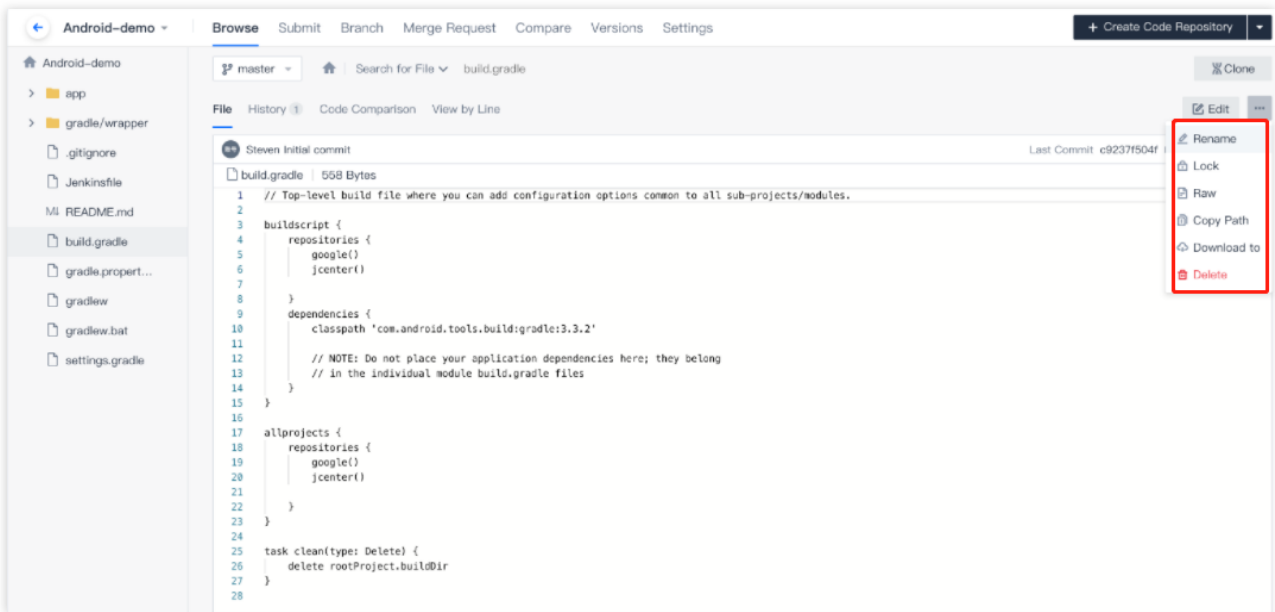 Android-demo
Browse Submit Branch Merge Request Compare Versions Settings
+ Create Code Repository
Android-demo
app
gradle/wrapper
.gitignore
Jenkinsfile
README.md
build.gradle
gradle.propert...
gradlew
gradlew.bat
settings.gradle
master Search for File build.gradle
Clone
File History 1 Code Comparison View by Line
Edit ...
Steven Initial commit
Last Commit c9237f504f
build.gradle 558 Bytes
Rename
Lock
Raw
Copy Path
Download to
Delete
1 // Top-level build file where you can add configuration options common to all sub-projects/modules.
2
3 buildscript {
4 repositories {
5 google()
6 jcenter()
7
8 }
9 dependencies {
10 classpath 'com.android.tools.build:gradle:3.3.2'
11
12 // NOTE: Do not place your application dependencies here; they belong
13 // in the individual module build.gradle files
14 }
15 }
16
17 allprojects {
18 repositories {
19 google()
20 jcenter()
21
22 }
23 }
24
25 task clean(type: Delete) {
26 delete rootProject.buildDir
27 }
28